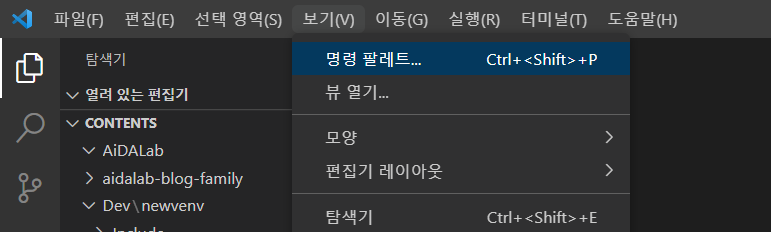 파일(F) 편집(E) 선택 영역(S) 보기(V) 이동(G) 실행(R) 터미널(T) 도움말(H)
탐색기
열려 있는 편집기
CONTENTS
AiDALab
aidalab-blog-family
Dev\newvenv
Include
명령 팔레트... Ctrl+<Shift>+P
뷰 열기...
모양
편집기 레이아웃
탐색기 Ctrl+<Shift>+E